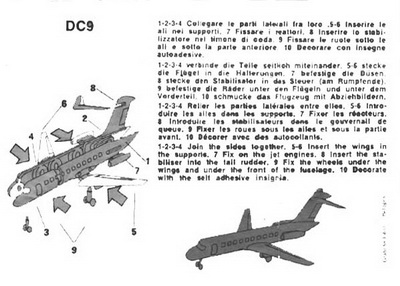 DC9
1-2-3-4 Collegare le parti laterali fra loro .5-6 Inserire le
ali nei supporti. 7 Fissare i reattori. 8 Inserire lo stabi-
lizzatore nel timone di coda. 9 Fissare le ruote sotto le
ali e sotto la parte anteriore 10 Decorare con insegne
autoadesive.
1-2-3-4 verbinde die Teile seitkoh miteinander. 5-6 stecke
die Flügel in die Halterungen. 7 befestige die Düsen.
8 stecke den Stabilisator in das Steuer (am Rumpfende).
9 befestige die Räder unter den Flügeln und unter dem
Vorderteil. 10 schmücke das Flugzeug mit Abziehbildern.
1-2-3-4 Relier les parties latérales entre elles. 5-6 Intro-
duire les ailes dans les supports. 7 Fixer les réacteurs.
8 Introduire les stabilisateurs dans le gouvernail de
queue. 9 Fixer les roues sous les ailes et sous la partie
avant. 10 Décorer avec des autocollants.
1-2-3-4 Join the sides together. 5-6 Insert the wings in
the supports. 7 Fix on the jet engines. 8 Insert the sta-
biliser into the tail rudder. 9 Fix the wheels under the
wings and under the front of the fuselage. 10 Decorate
with the self adhesive insignia.
8
6
2
4
1
7
3
9
5